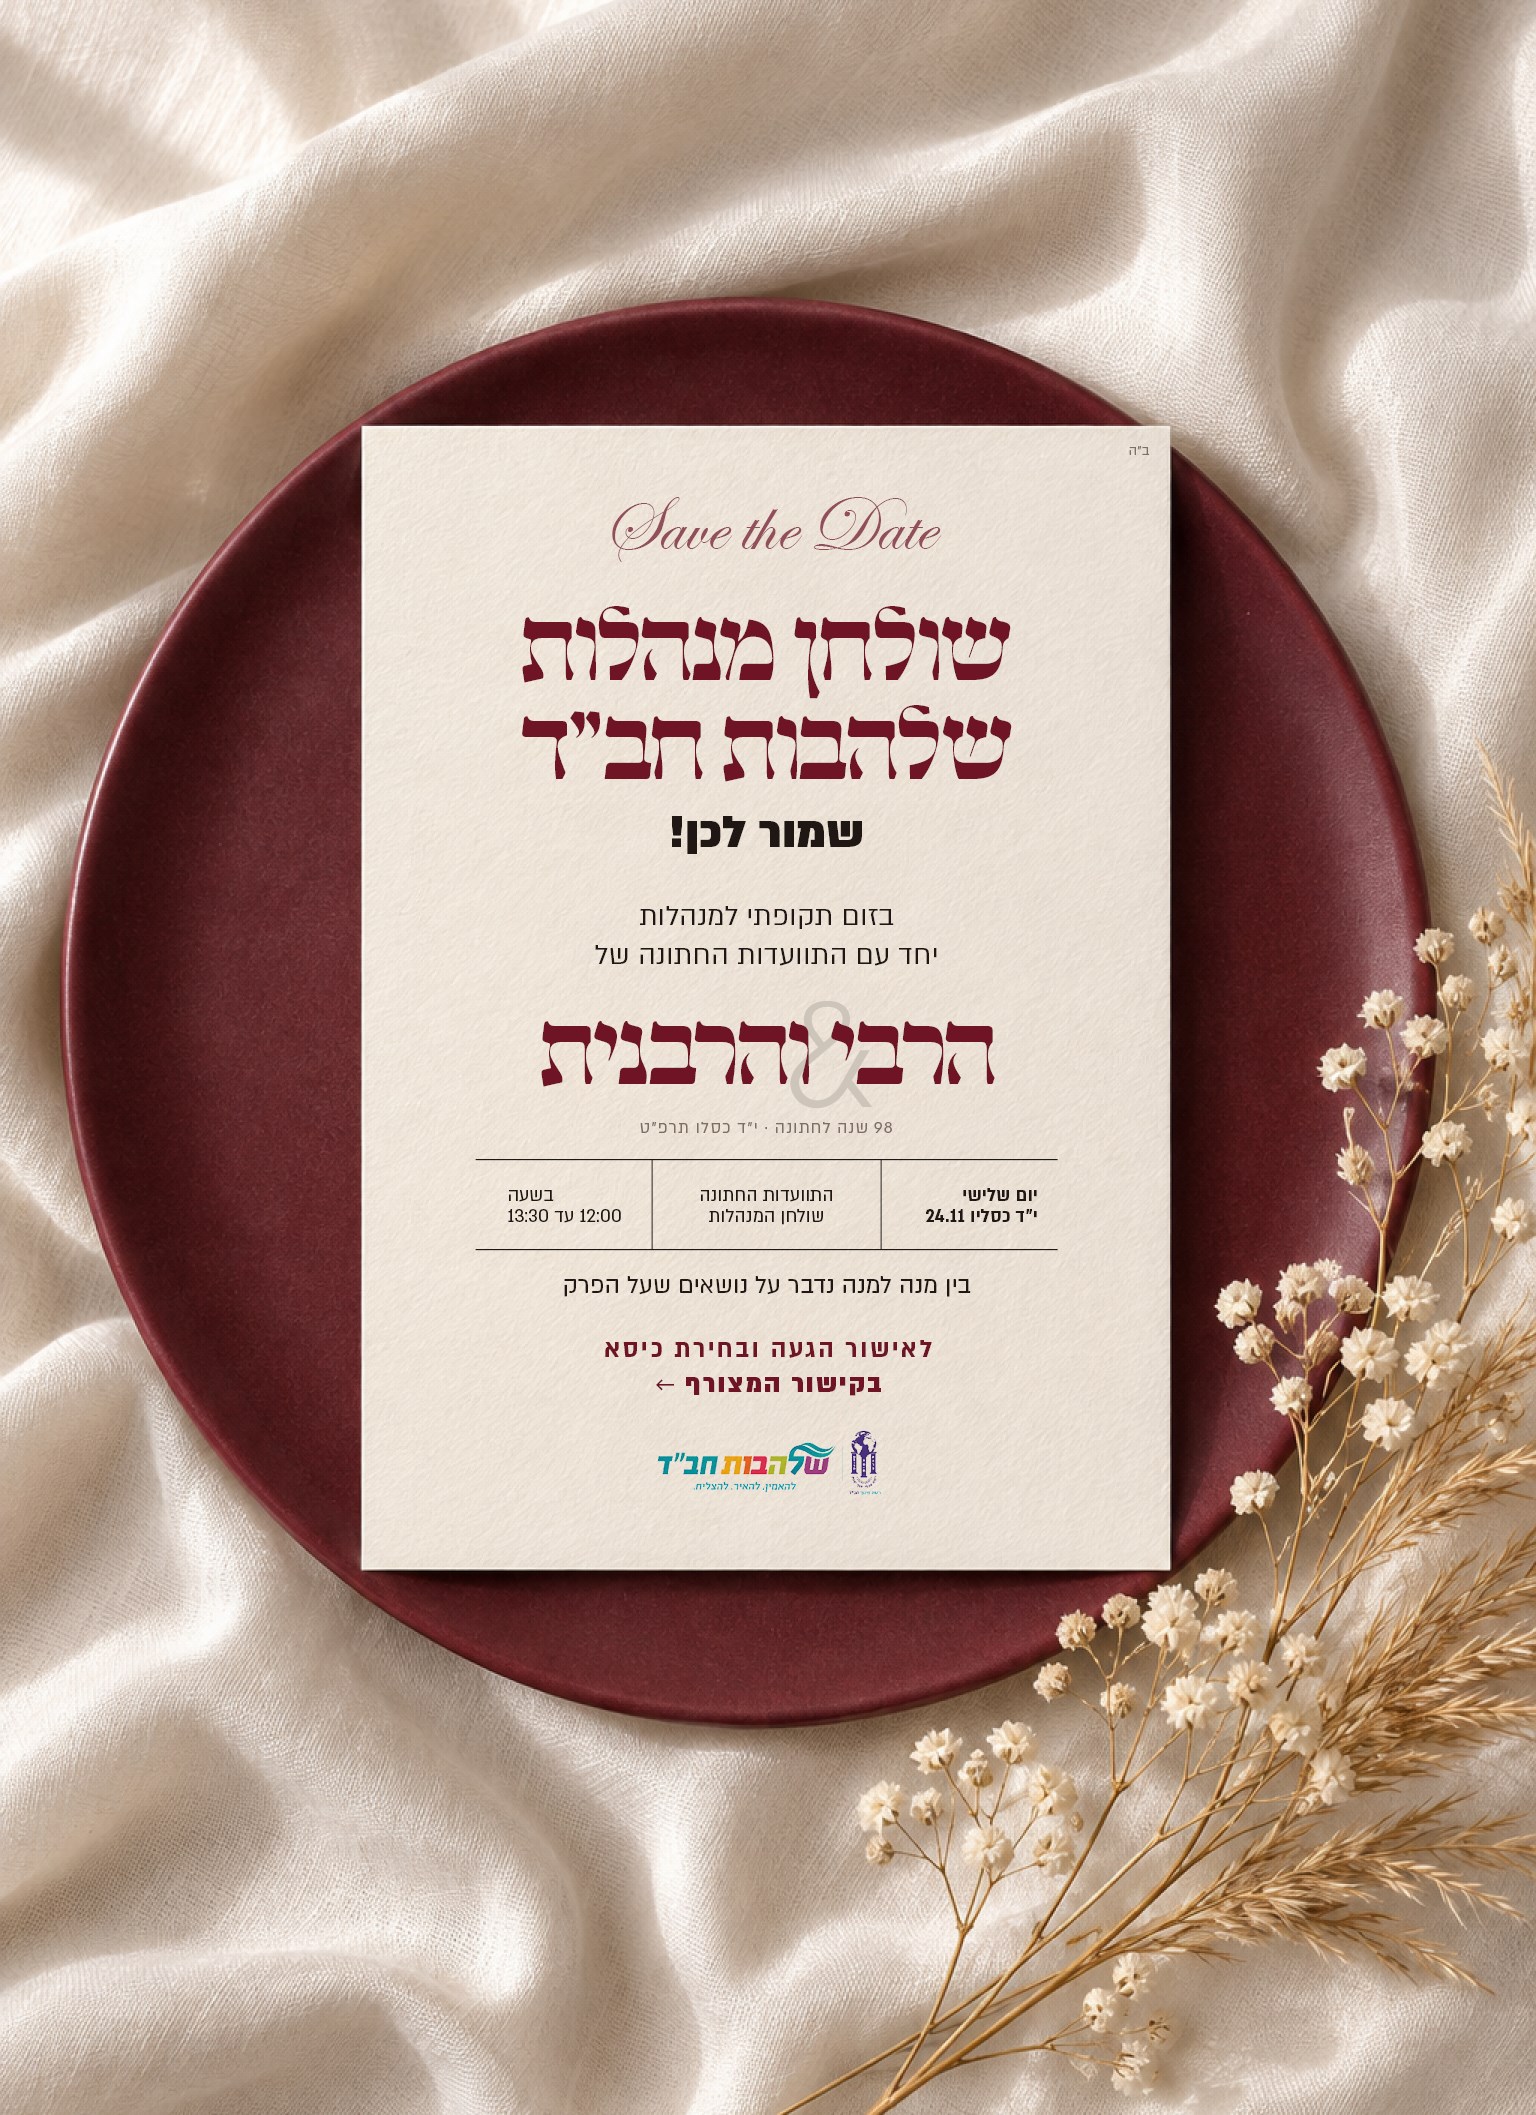 ב"ה
Save the Date
שולחן מנהלות
שלהבות חב"ד
שמור לכן!
בזום תקופתי למנהלות
יחד עם התוועדות החתונה של
הרבי & והרבנית
98 שנה לחתונה · י"ד כסלו תרפ"ט
יום שלישי
י"ד כסליו 24.11
התוועדות החתונה
שולחן המנהלות
בשעה
12:00 עד 13:30
בין מנה למנה נדבר על נושאים שעל הפרק
לאישור הגעה ובחירת כיסא
בקישור המצורף ←
שלהבות חב"ד
להאמין. להאיר. להצליח.